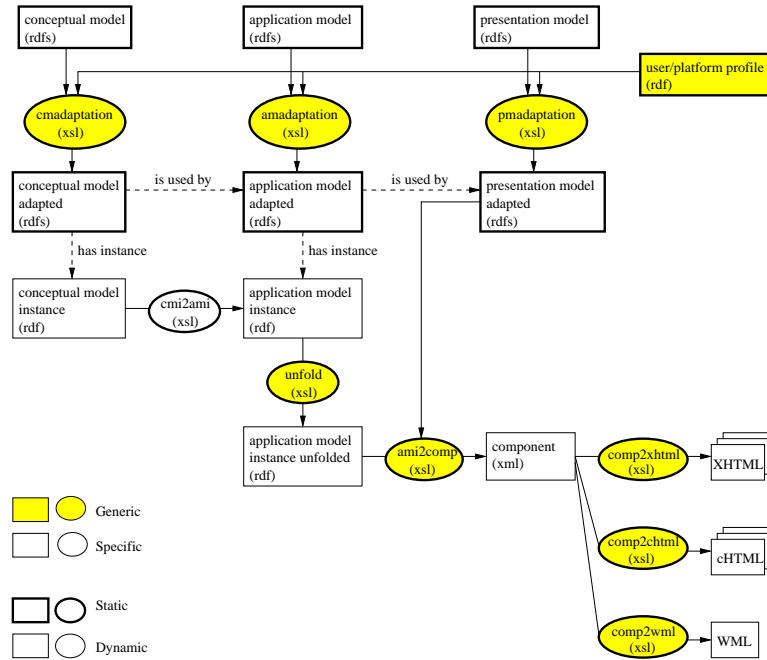 conceptual model
(rdfs)
application model
(rdfs)
presentation model
(rdfs)
user/platform profile
(rdf)
cmadaptation
(xsl)
amadaptation
(xsl)
pmadaptation
(xsl)
conceptual model
adapted
(rdfs)
is used by
application model
adapted
(rdfs)
is used by
presentation model
adapted
(rdfs)
has instance
has instance
conceptual model
instance
(rdf)
cmi2ami
(xsl)
application model
instance
(rdf)
unfold
(xsl)
application model
instance unfolded
(rdf)
ami2comp
(xsl)
component
(xml)
comp2xhtml
(xsl)
XHTML
comp2chtml
(xsl)
cHTML
comp2wml
(xsl)
WML
Generic
Specific
Static
Dynamic